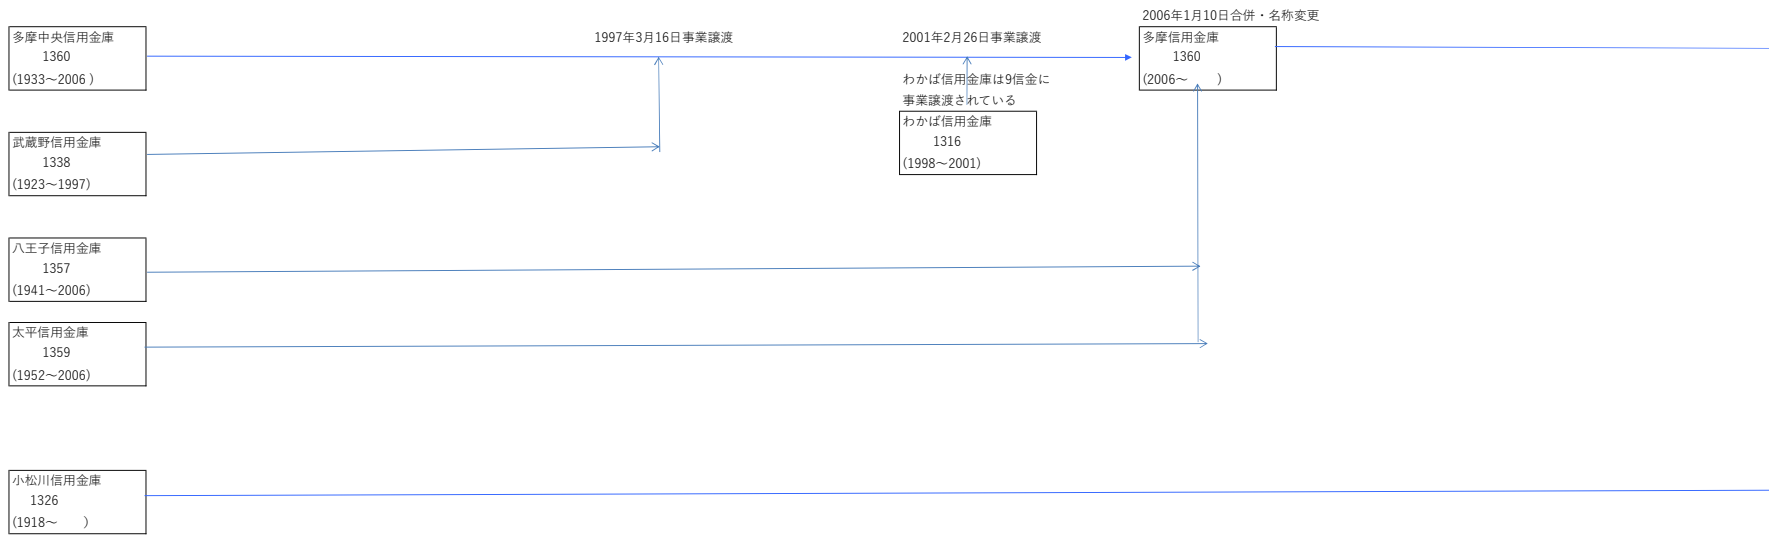 2006年1月10日合併・名称変更
多摩中央信用金庫
1360
(1933～2006 )
1997年3月16日事業譲渡
2001年2月26日事業譲渡
多摩信用金庫
1360
(2006～　　)
わかば信用金庫は9信金に
事業譲渡されている
わかば信用金庫
1316
(1998～2001)
武蔵野信用金庫
1338
(1923～1997)
八王子信用金庫
1357
(1941～2006)
太平信用金庫
1359
(1952～2006)
小松川信用金庫
1326
(1918～　　)